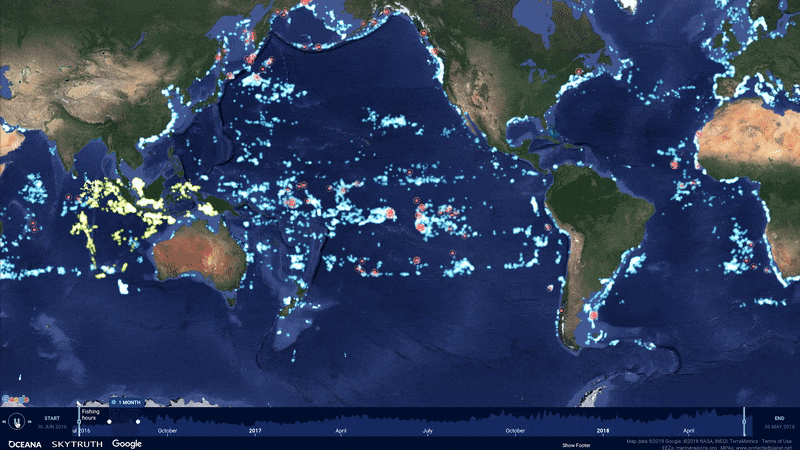 Google
1 MONTH
START
30 JUN 2016
Fishing
hours
ul 2016
October
2017
April
July
October
2018
April
END
30 MAY 2018
OCEANA
SKYTRUTH
Google
Show Footer
Map data ©2018 Google ©2018 NASA, INEGI, TerraMetrics Terms of Use
EEZs: marineregions.org - MPAs: www.protectedplanet.net